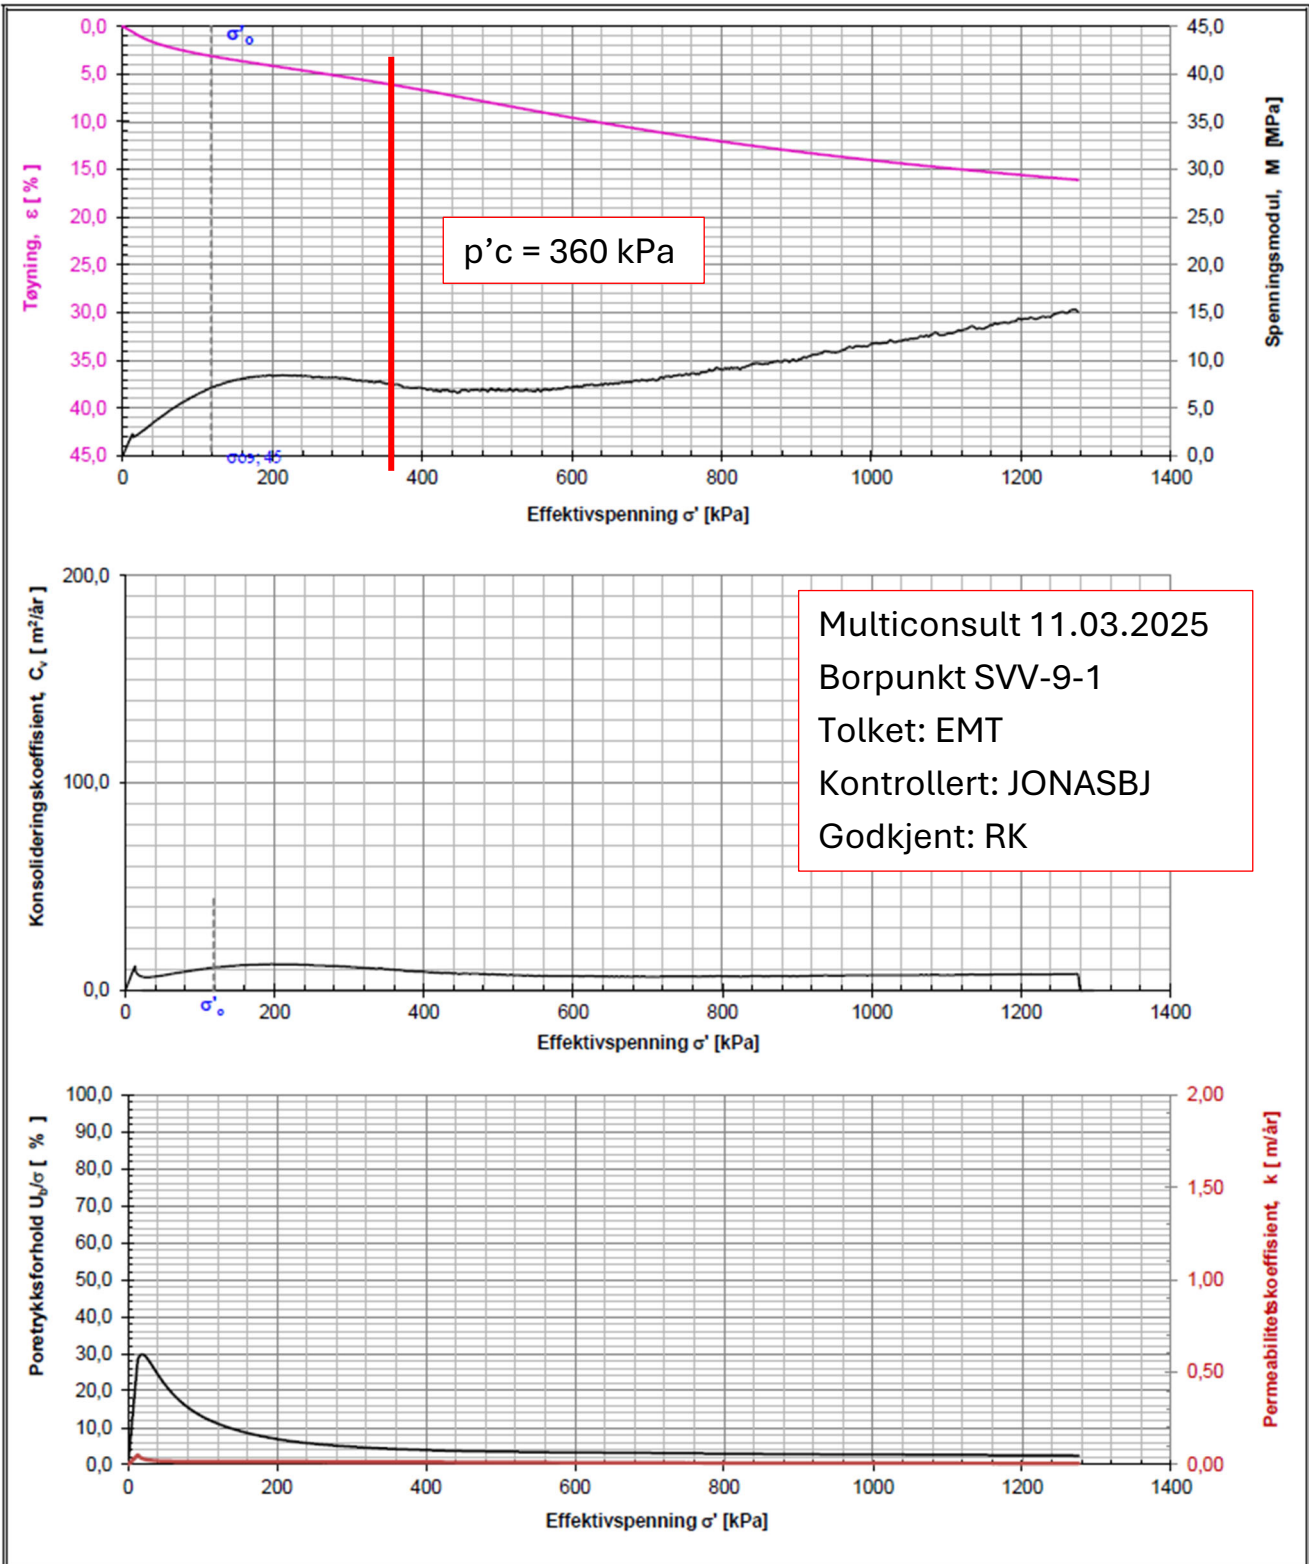 0,0
5,0
10,0
15,0
20,0
25,0
30,0
35,0
40,0
45,0
Tøyning, ε [ % ]
σ'o
p'c = 360 kPa
45,0
40,0
35,0
30,0
25,0
20,0
15,0
10,0
5,0
0,0
Spenningsmodul, M [MPa]
0 200 400 600 800 1000 1200 1400
Effektivspenning σ' [kPa]
200,0
100,0
0,0
Konsolideringskoeffisient, Cv [ m²/år ]
Multiconsult 11.03.2025
Borpunkt SVV-9-1
Tolket: EMT
Kontrollert: JONASBJ
Godkjent: RK
σ'o
0 200 400 600 800 1000 1200 1400
Effektivspenning σ' [kPa]
100,0
90,0
80,0
70,0
60,0
50,0
40,0
30,0
20,0
10,0
0,0
Poretrykksforhold Ub/σ [ % ]
2,00
1,50
1,00
0,50
0,00
Permeabilitetskoeffisient, k [ m/år]
0 200 400 600 800 1000 1200 1400
Effektivspenning σ' [kPa]